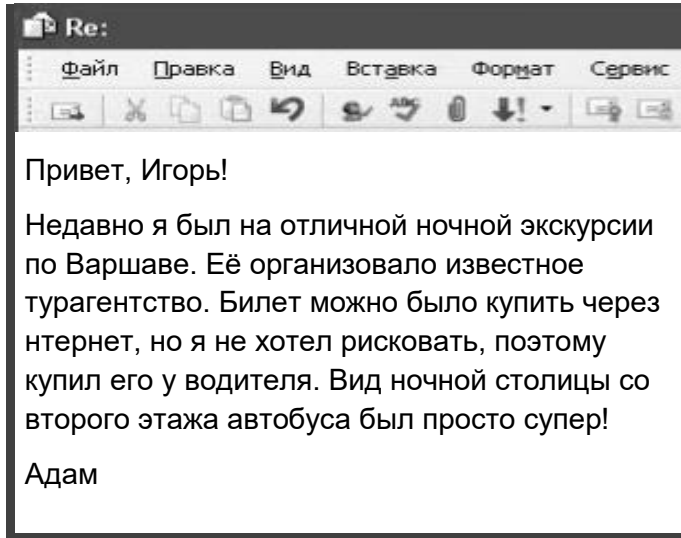 Re:
Файл Правка Вид Вставка Формат Сервис
Привет, Игорь!
Недавно я был на отличной ночной экскурсии
по Варшаве. Её организовало известное
турагентство. Билет можно было купить через
нтернет, но я не хотел рисковать, поэтому
купил его у водителя. Вид ночной столицы со
второго этажа автобуса был просто супер!
Адам